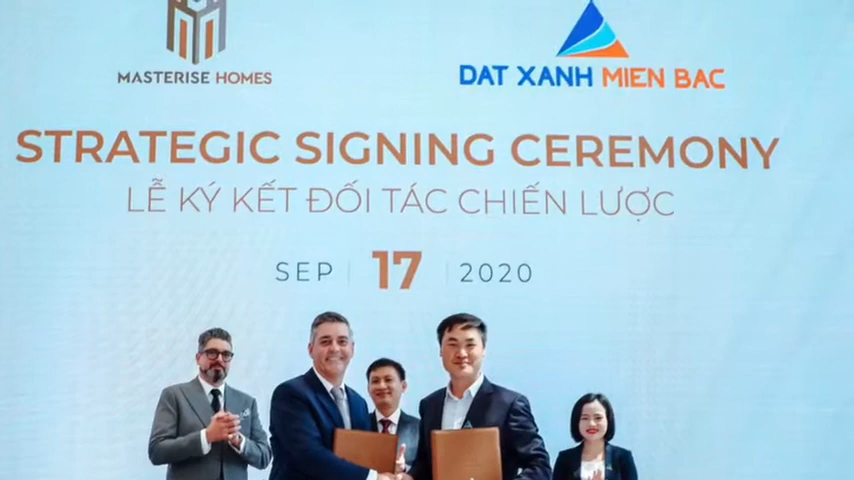 MASTERISE HOMES
DAT XANH MIEN BAC
STRATEGIC SIGNING CEREMONY
LỄ KÝ KẾT ĐỐI TÁC CHIẾN LƯỢC
SEP 17 2020